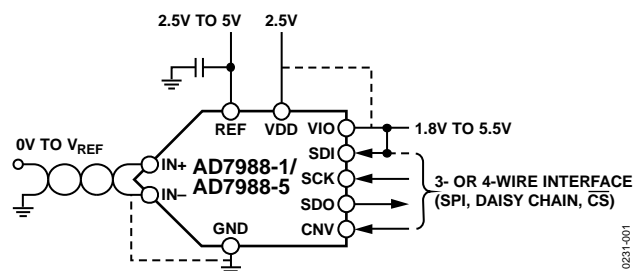 2.5V TO 5V 2.5V
REF VDD VIO 1.8V TO 5.5V
0V TO VREF
IN+ AD7988-1/ SDI
IN– AD7988-5 SCK
SDO
CNV
GND
3- OR 4-WIRE INTERFACE
(SPI, DAISY CHAIN, CS)
0231-001